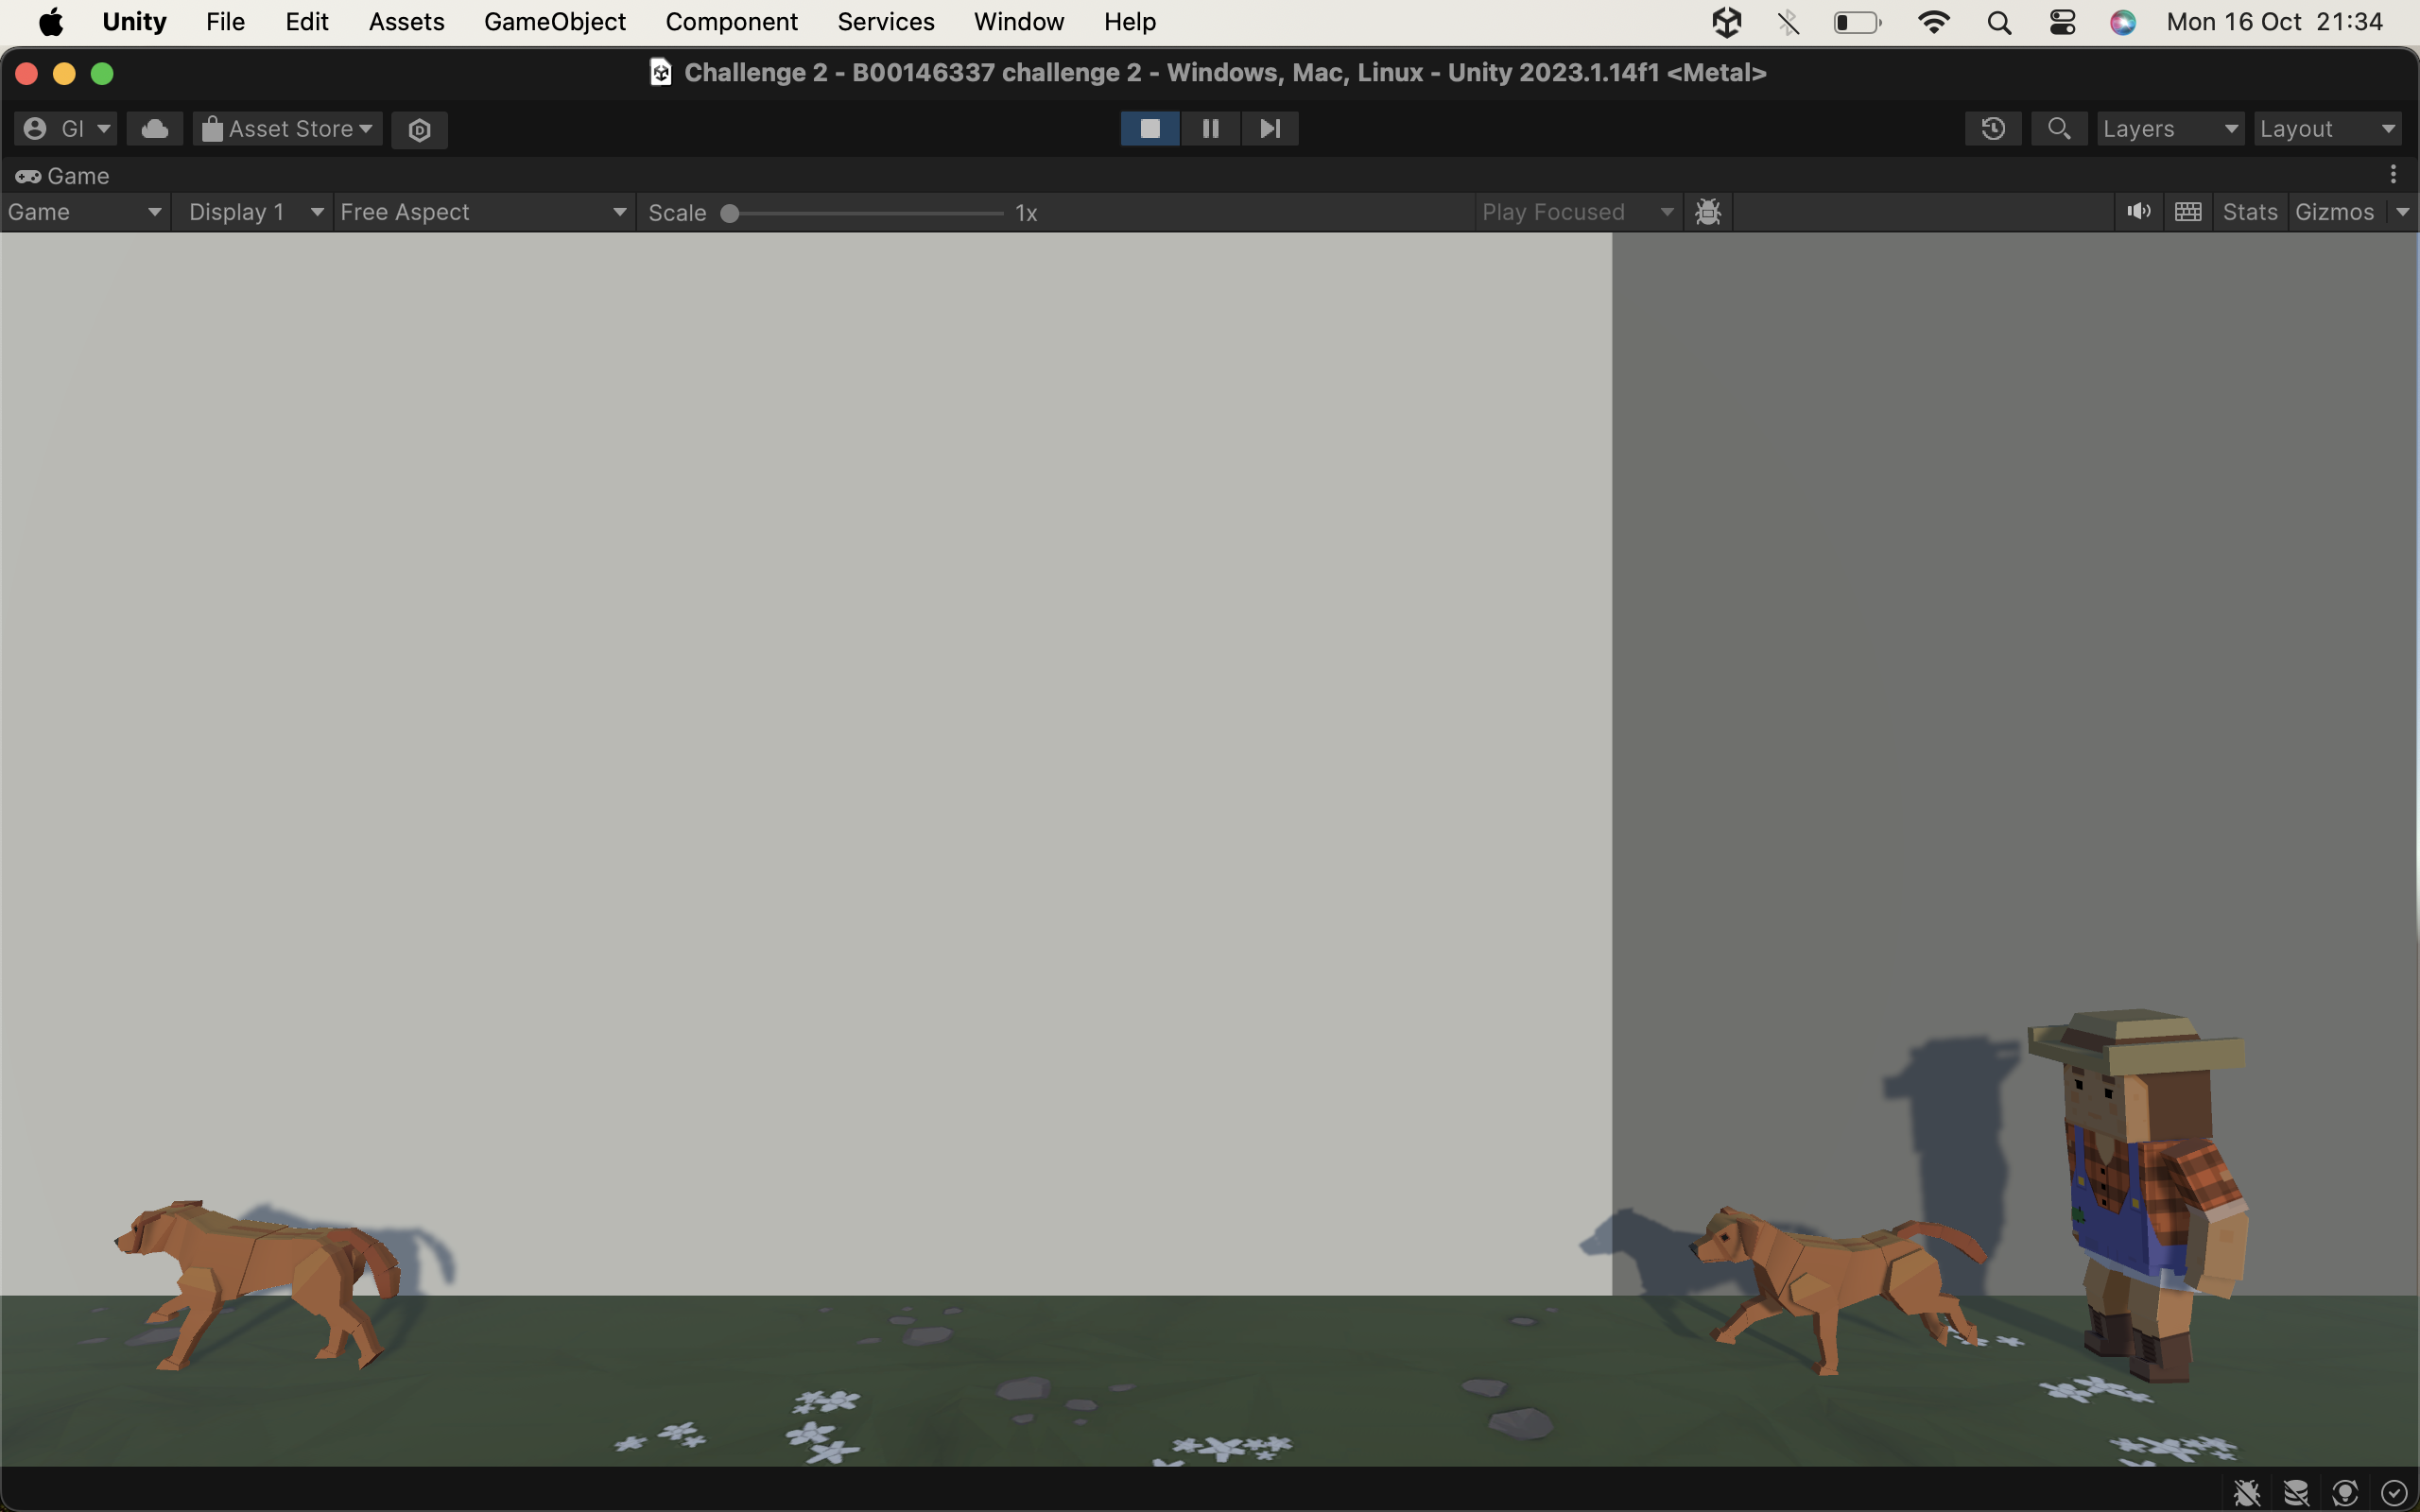 Unity File Edit Assets GameObject Component Services Window Help Mon 16 Oct 21:34
Challenge 2 - B00146337 challenge 2 - Windows, Mac, Linux - Unity 2023.1.14f1 <Metal>
GI Asset Store Layers Layout
Game
Game Display 1 Free Aspect Scale 1x Play Focused Stats Gizmos